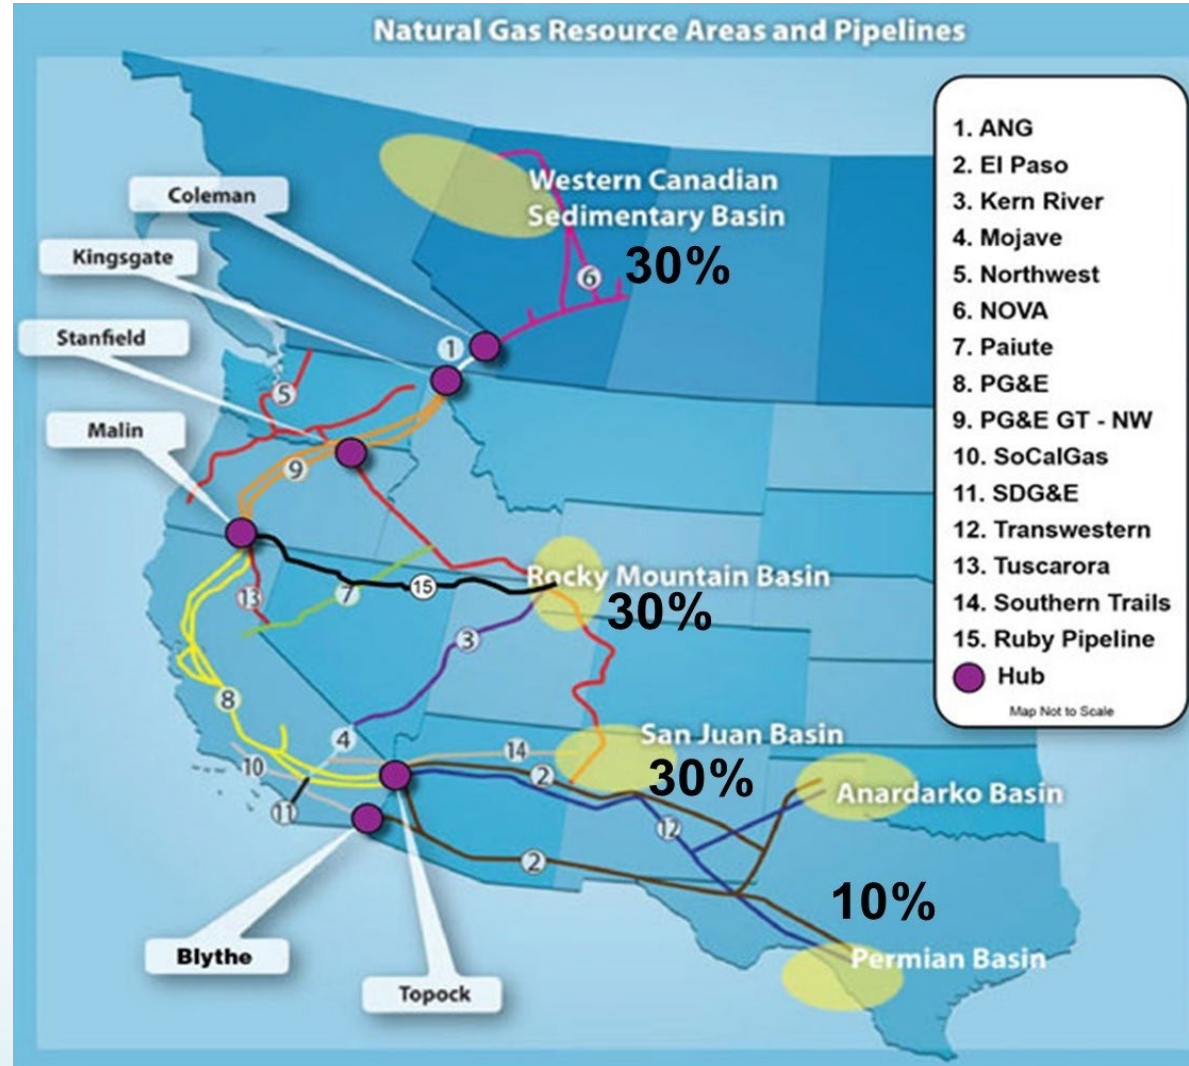 Natural Gas Resource Areas and Pipelines
1. ANG
2. El Paso
3. Kern River
4. Mojave
5. Northwest
6. NOVA
7. Paiute
8. PG&E
9. PG&E GT - NW
10. SoCalGas
11. SDG&E
12. Transwestern
13. Tuscarora
14. Southern Trails
15. Ruby Pipeline
Hub
Map Not to Scale
Western Canadian
Sedimentary Basin
30%
6
Coleman
Kingsgate
Stanfield
Malin
1
5
9
Rocky Mountain Basin
30%
13
7
15
3
8
San Juan Basin
30%
4
14
10
2
11
12
Anardarko Basin
2
10%
Permian Basin
Blythe
Topock